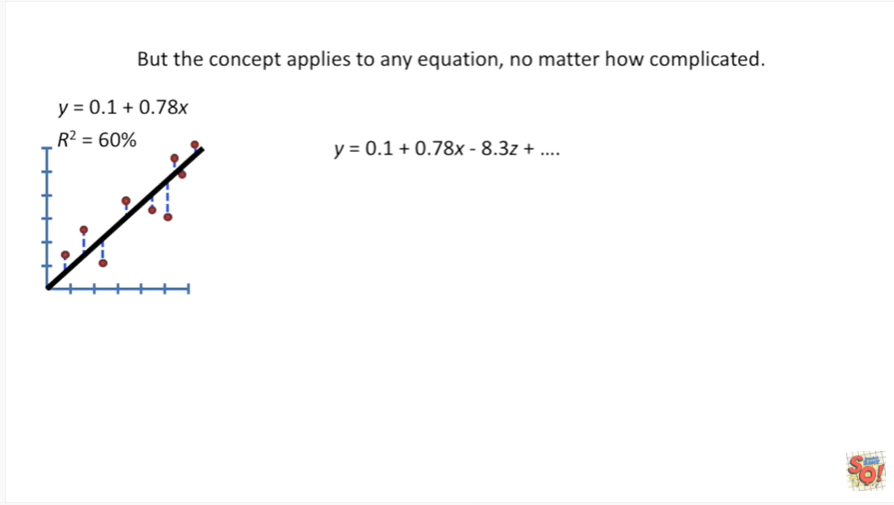 But the concept applies to any equation, no matter how complicated.
y = 0.1 + 0.78x
R² = 60%
y = 0.1 + 0.78x - 8.3z + ....
SQ!